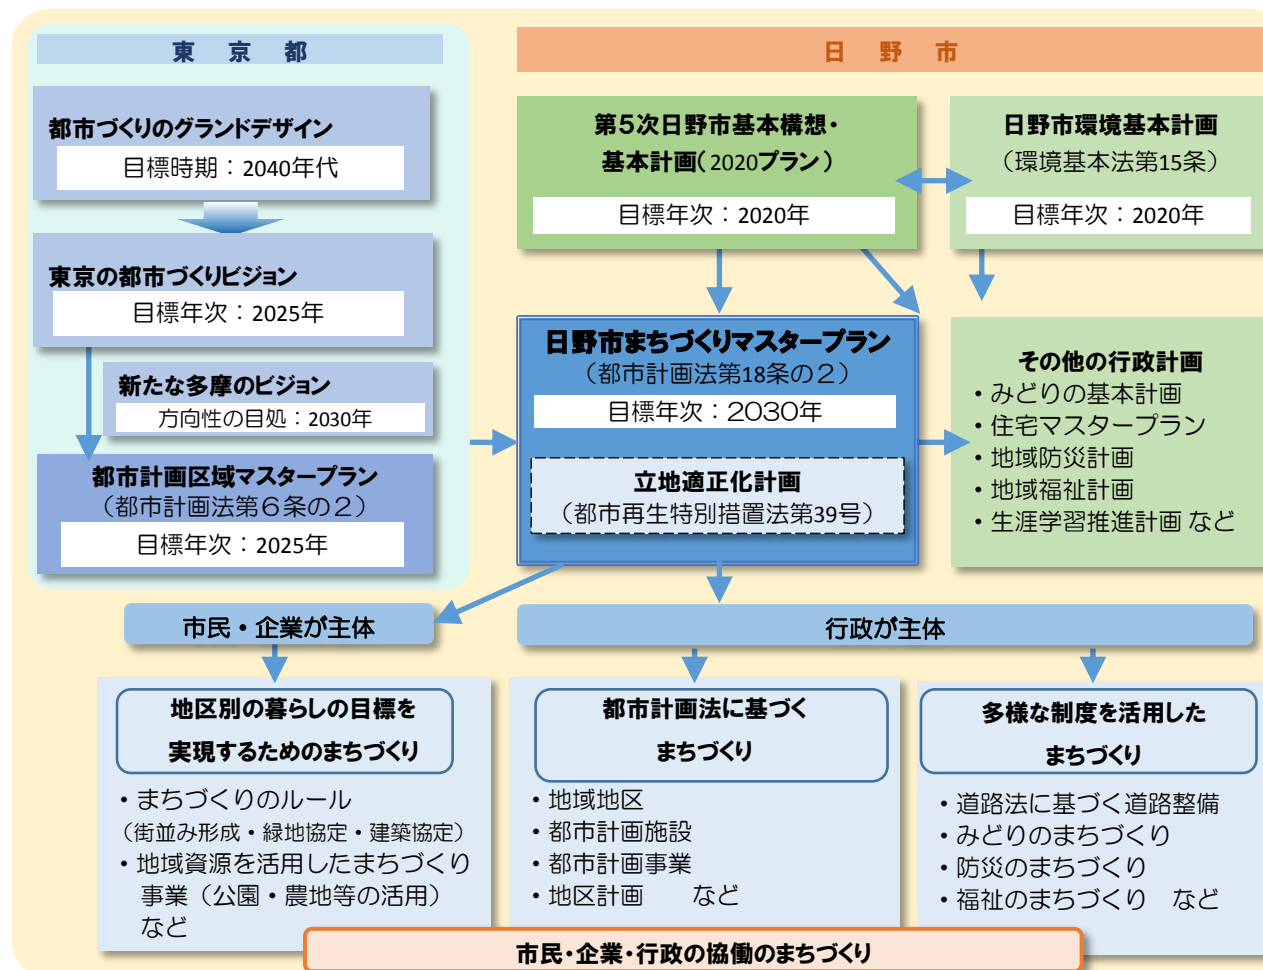 東京都
都市づくりのグランドデザイン
目標時期：2040年代
東京の都市づくりビジョン
目標年次：2025年
新たな多摩のビジョン
方向性の目処：2030年
都市計画区域マスタープラン
（都市計画法第６条の２）
目標年次：2025年
日野市
第５次日野市基本構想・
基本計画（2020プラン）
目標年次：2020年
日野市環境基本計画
（環境基本法第15条）
目標年次：2020年
日野市まちづくりマスタープラン
（都市計画法第18条の２）
目標年次：2030年
立地適正化計画
（都市再生特別措置法第39号）
その他の行政計画
・みどりの基本計画
・住宅マスタープラン
・地域防災計画
・地域福祉計画
・生涯学習推進計画 など
市民・企業が主体
行政が主体
地区別の暮らしの目標を
実現するためのまちづくり
・まちづくりのルール
（街並み形成・緑地協定・建築協定）
・地域資源を活用したまちづくり
事業（公園・農地等の活用）
など
都市計画法に基づく
まちづくり
・地域地区
・都市計画施設
・都市計画事業
・地区計画　　など
多様な制度を活用した
まちづくり
・道路法に基づく道路整備
・みどりのまちづくり
・防災のまちづくり
・福祉のまちづくり　など
市民・企業・行政の協働のまちづくり